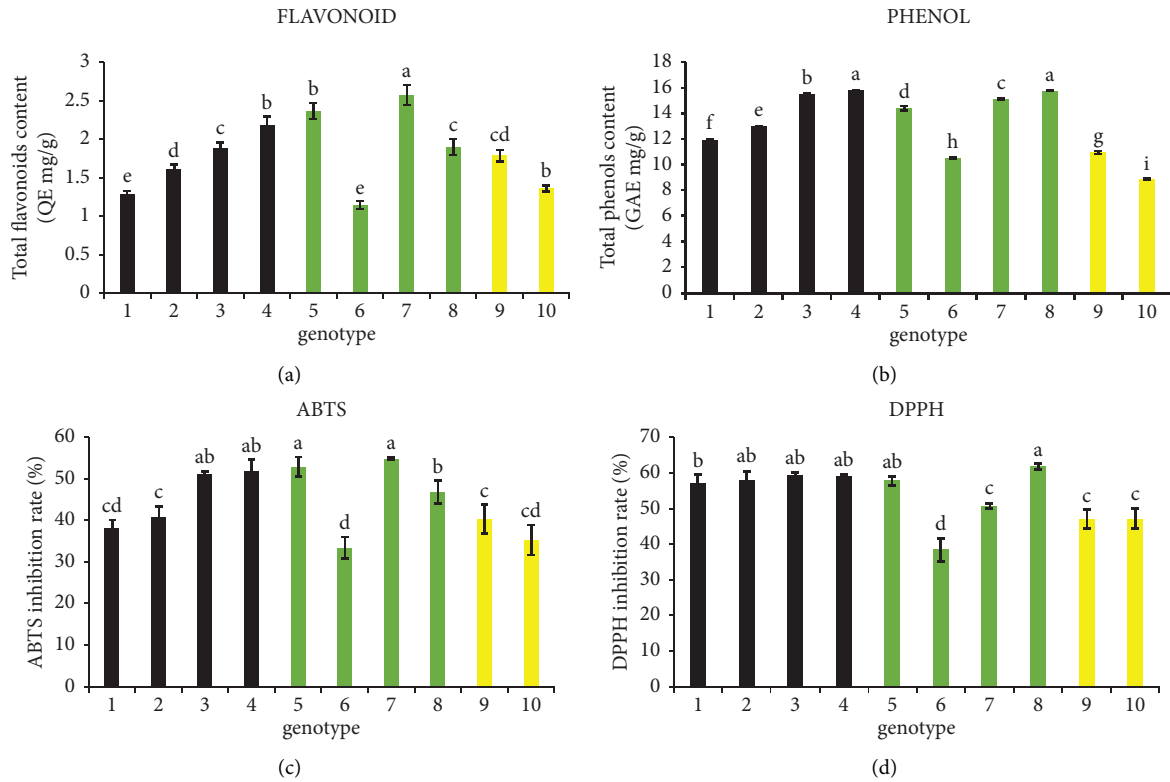 FLAVONOID
Total flavonoids content
(QE mg/g)
3
2.5
2
1.5
1
0.5
0
e d c b b e a c cd b
1 2 3 4 5 6 7 8 9 10
genotype
(a)
PHENOL
Total phenols content
(GAE mg/g)
18
16
14
12
10
8
6
4
2
0
f e b a d h c a g i
1 2 3 4 5 6 7 8 9 10
genotype
(b)
ABTS
ABTS inhibition rate (%)
60
50
40
30
20
10
0
cd c ab ab a d a b c cd
1 2 3 4 5 6 7 8 9 10
genotype
(c)
DPPH
DPPH inhibition rate (%)
70
60
50
40
30
20
10
0
b ab ab ab ab d c a c c
1 2 3 4 5 6 7 8 9 10
genotype
(d)